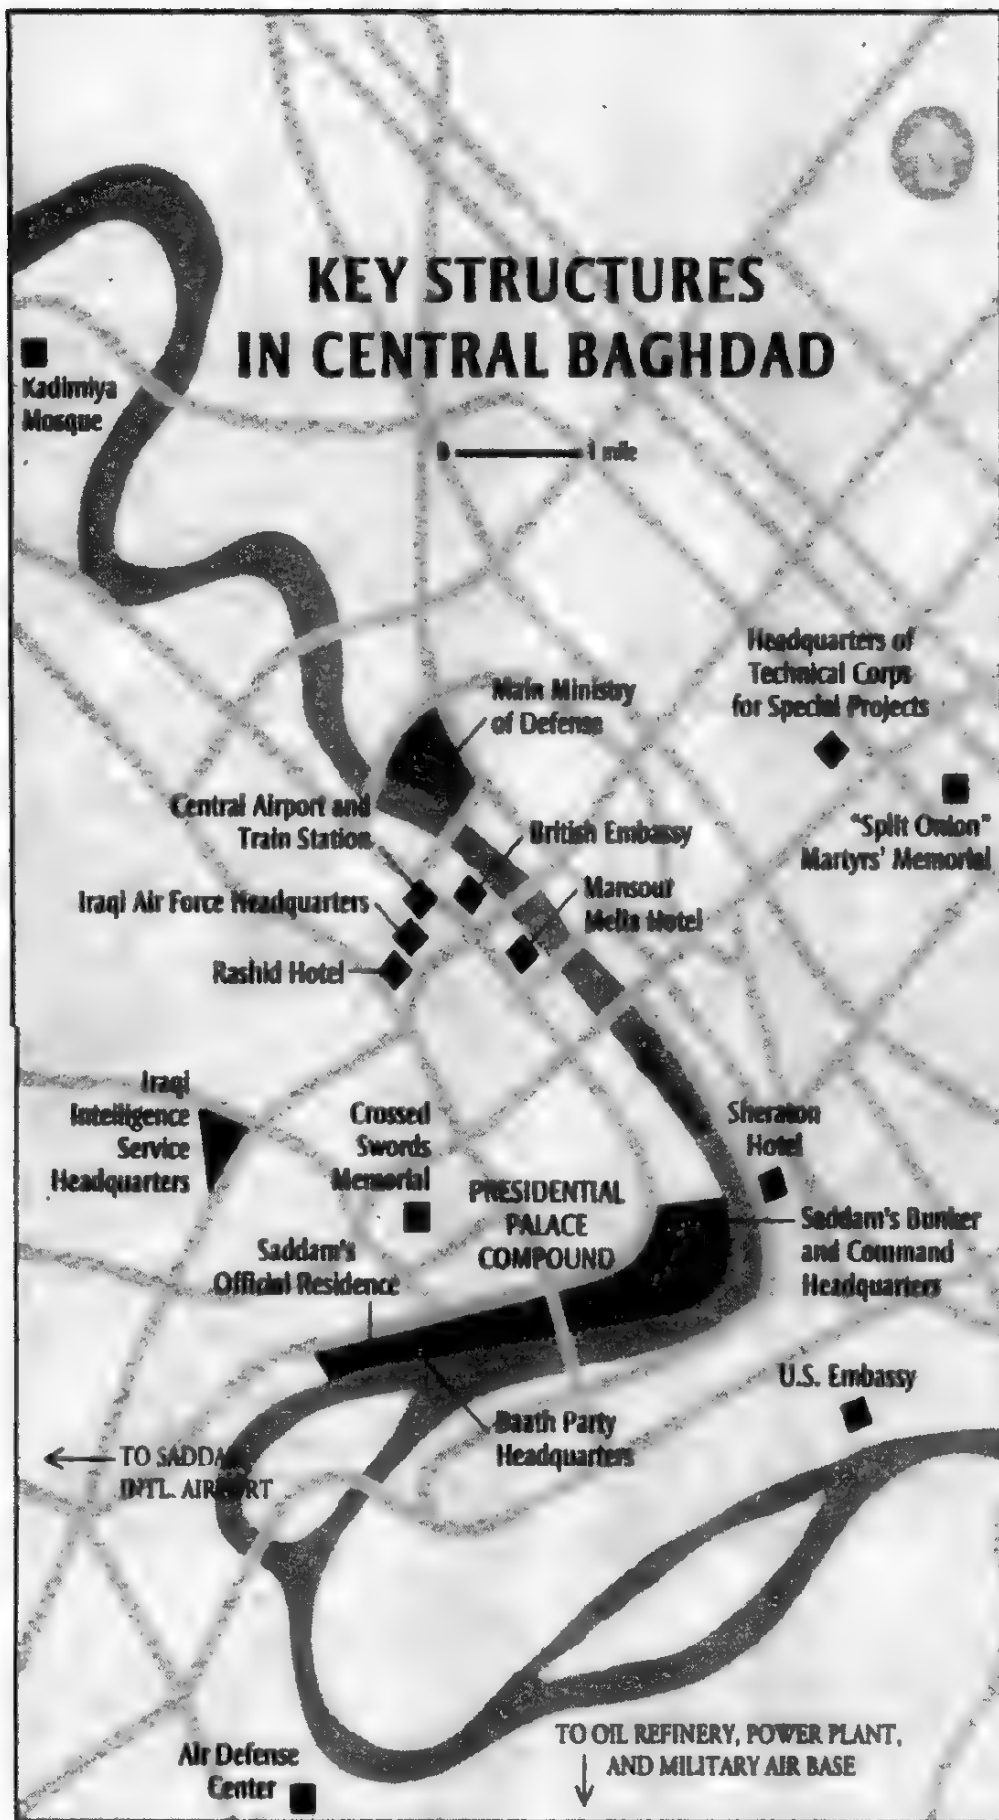 N
KEY STRUCTURES
IN CENTRAL BAGHDAD
Kadimiya
Mosque
0
1 mile
Headquarters of
Technical Corps
for Special Projects
Main Ministry
of Defense
Central Airport and
Train Station
British Embassy
"Split Onion"
Martyrs' Memorial
Iraqi Air Force Headquarters
Mansour
Melia Hotel
Rashid Hotel
Iraqi
Intelligence
Service
Headquarters
Crossed
Swords
Memorial
Sheraton
Hotel
PRESIDENTIAL
PALACE
COMPOUND
Saddam's Bunker
and Command
Headquarters
Saddam's
Official Residence
U.S. Embassy
Baath Party
Headquarters
TO SADDAM
INTL. AIRPORT
TO OIL REFINERY, POWER PLANT,
AND MILITARY AIR BASE
Air Defense
Center